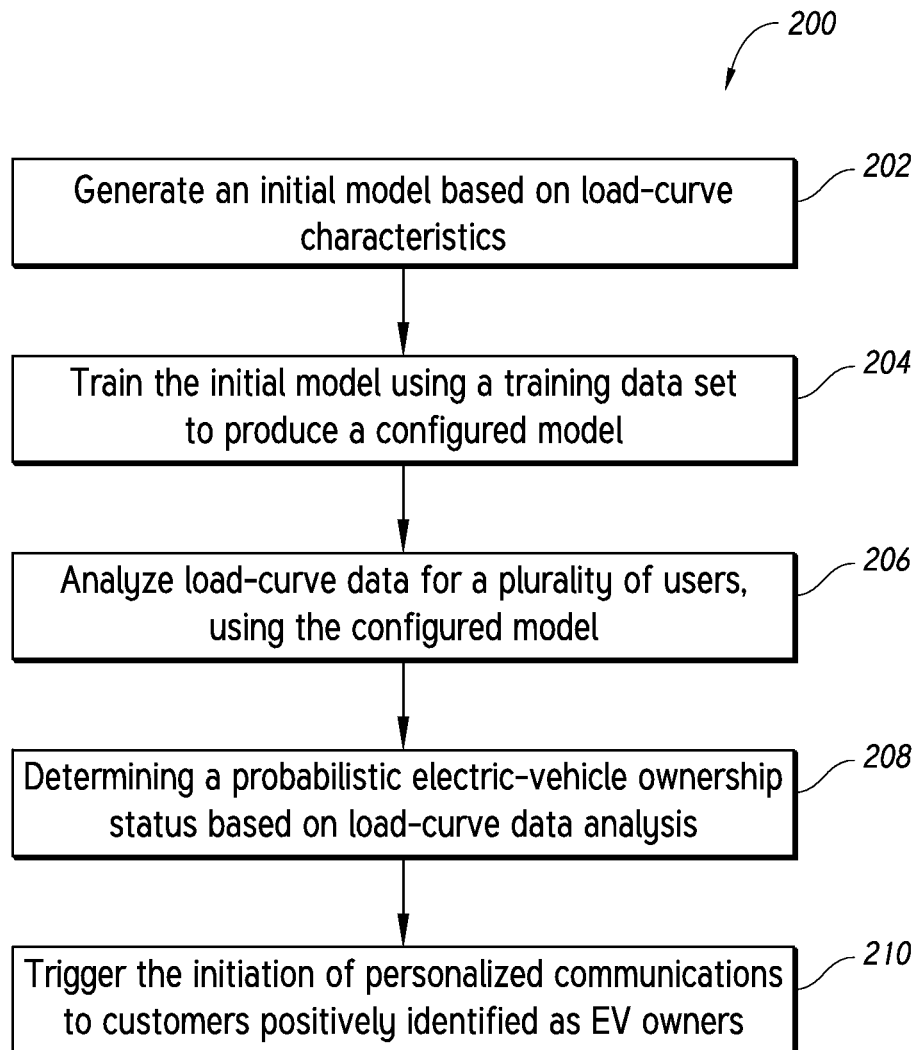 200
202
Generate an initial model based on load-curve
characteristics
204
Train the initial model using a training data set
to produce a configured model
206
Analyze load-curve data for a plurality of users,
using the configured model
208
Determining a probabilistic electric-vehicle ownership
status based on load-curve data analysis
210
Trigger the initiation of personalized communications
to customers positively identified as EV owners